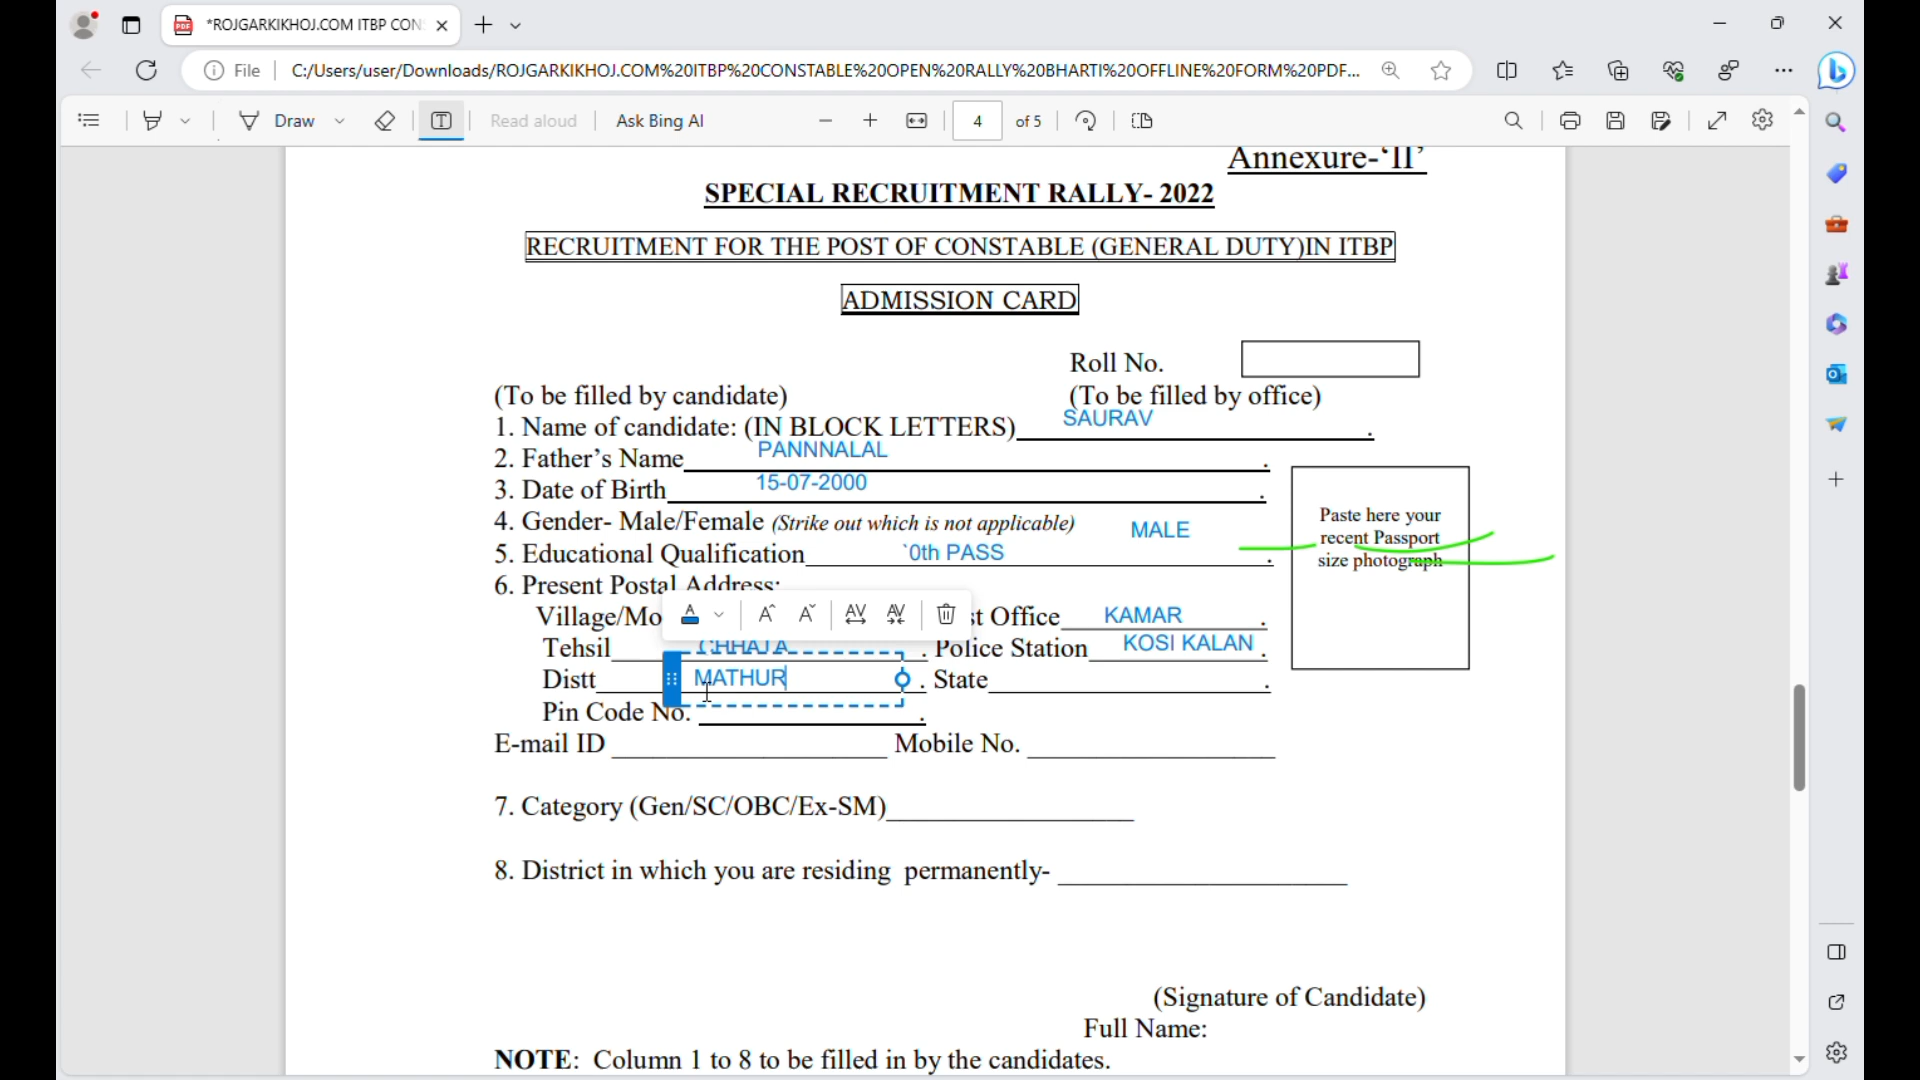 *ROJGARKIKHOJ.COM ITBP CON
File C:/Users/user/Downloads/ROJGARKIKHOJ.COM%20ITBP%20CONSTABLE%20OPEN%20RALLY%20BHARTI%20OFFLINE%20FORM%20PDF...
Draw Read aloud Ask Bing AI 4 of 5
Annexure-‘II’
SPECIAL RECRUITMENT RALLY- 2022
RECRUITMENT FOR THE POST OF CONSTABLE (GENERAL DUTY)IN ITBP
ADMISSION CARD
Roll No.
(To be filled by candidate) (To be filled by office)
1. Name of candidate: (IN BLOCK LETTERS) SAURAV .
2. Father’s Name PANNNALAL .
3. Date of Birth 15-07-2000 .
4. Gender- Male/Female (Strike out which is not applicable) MALE
5. Educational Qualification `0th PASS .
Paste here your
recent Passport
size photograph
6. Present Postal Address:
Village/Mo st Office KAMAR .
Tehsil CHHATA . Police Station KOSI KALAN .
Distt MATHUR . State .
Pin Code No. .
E-mail ID Mobile No.
7. Category (Gen/SC/OBC/Ex-SM)
8. District in which you are residing permanently-
(Signature of Candidate)
Full Name:
NOTE: Column 1 to 8 to be filled in by the candidates.